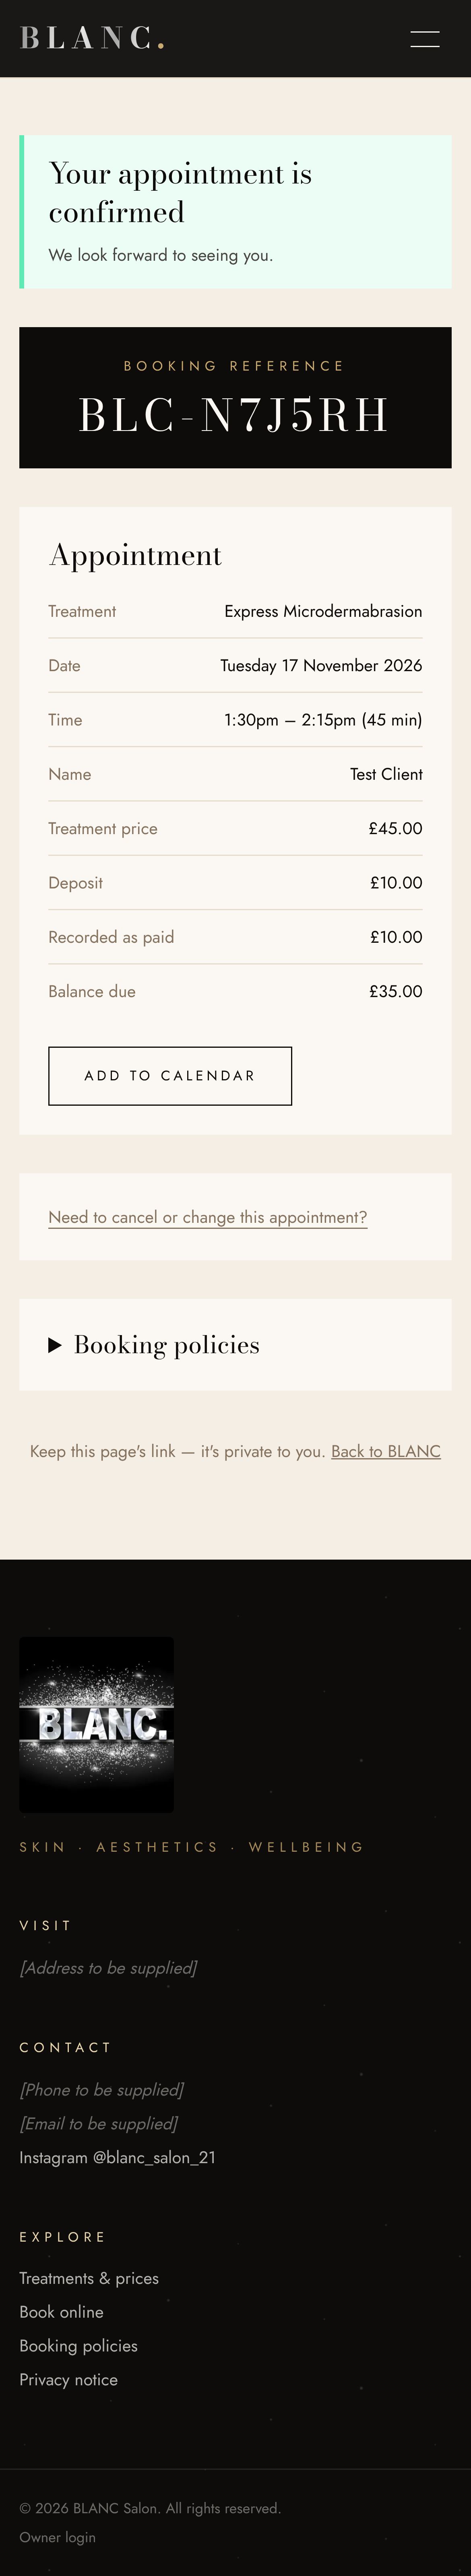 BLANC.
Your appointment is
confirmed
We look forward to seeing you.
BOOKING REFERENCE
BLC-N7J5RH
Appointment
Treatment Express Microdermabrasion
Date Tuesday 17 November 2026
Time 1:30pm – 2:15pm (45 min)
Name Test Client
Treatment price £45.00
Deposit £10.00
Recorded as paid £10.00
Balance due £35.00
ADD TO CALENDAR
Need to cancel or change this appointment?
Booking policies
Keep this page's link — it's private to you. Back to BLANC
BLANC.
SKIN · AESTHETICS · WELLBEING
VISIT
[Address to be supplied]
CONTACT
[Phone to be supplied]
[Email to be supplied]
Instagram @blanc_salon_21
EXPLORE
Treatments & prices
Book online
Booking policies
Privacy notice
© 2026 BLANC Salon. All rights reserved.
Owner login